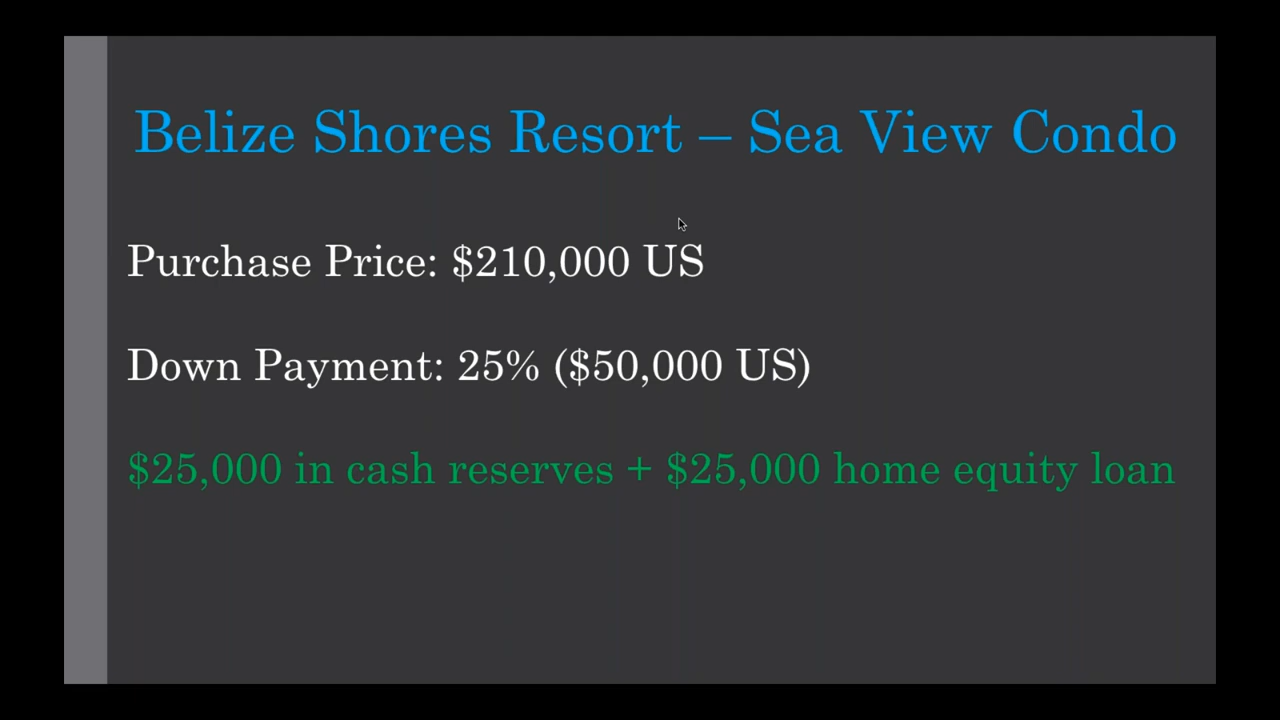 Belize Shores Resort – Sea View Condo
Purchase Price: $210,000 US
Down Payment: 25% ($50,000 US)
$25,000 in cash reserves + $25,000 home equity loan